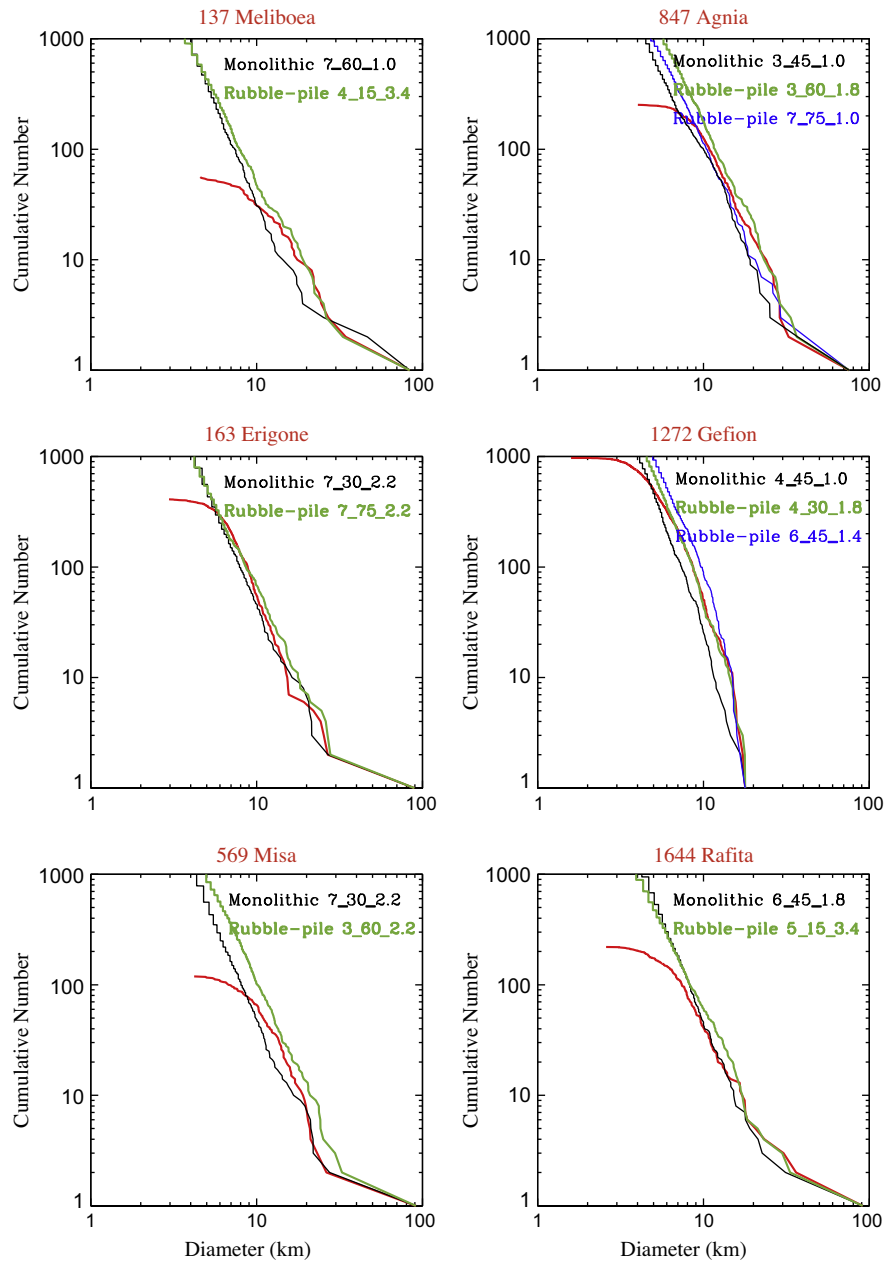 137 Meliboea
1000
100
10
1
1
10
100
Cumulative Number
Monolithic 7_60_1.0
Rubble-pile 4_15_3.4
847 Agnia
1000
100
10
1
1
10
100
Cumulative Number
Monolithic 3_45_1.0
Rubble-pile 3_60_1.8
Rubble-pile 7_75_1.0
163 Erigone
1000
100
10
1
1
10
100
Cumulative Number
Monolithic 7_30_2.2
Rubble-pile 7_75_2.2
1272 Gefion
1000
100
10
1
1
10
100
Cumulative Number
Monolithic 4_45_1.0
Rubble-pile 4_30_1.8
Rubble-pile 6_45_1.4
569 Misa
1000
100
10
1
1
10
100
Cumulative Number
Monolithic 7_30_2.2
Rubble-pile 3_60_2.2
Diameter (km)
1644 Rafita
1000
100
10
1
1
10
100
Cumulative Number
Monolithic 6_45_1.8
Rubble-pile 5_15_3.4
Diameter (km)